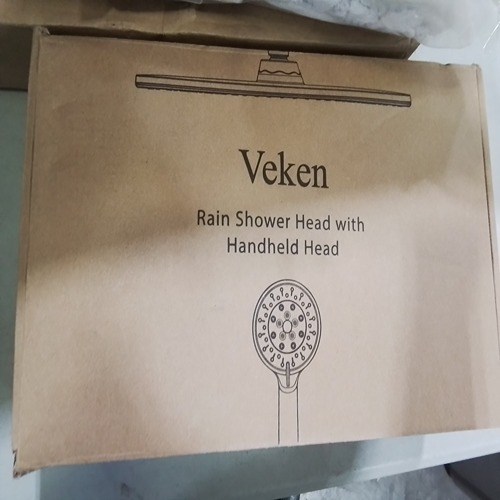 Veken
Rain Shower Head with
Handheld Head